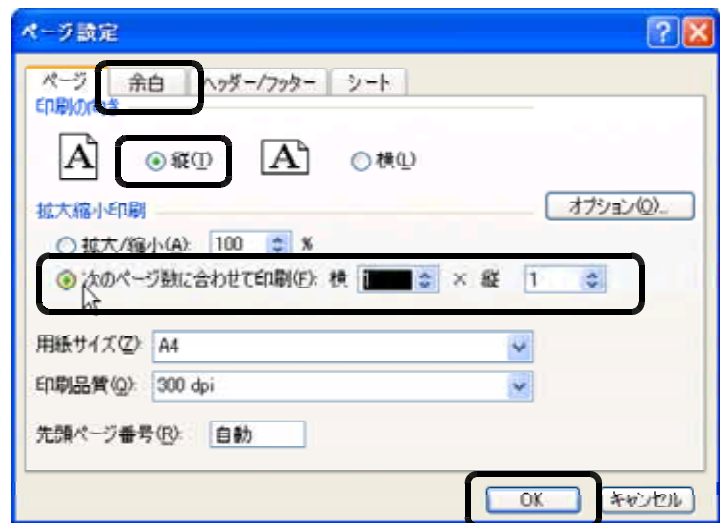 ページ設定
ページ 余白 ヘッダー/フッター シート
印刷の向き
A 縦(T) A 横(L)
拡大縮小印刷 オプション(O)...
拡大/縮小(A): 100 %
次のページ数に合わせて印刷(F): 横 1 × 縦 1
用紙サイズ(Z): A4
印刷品質(Q): 300 dpi
先頭ページ番号(R): 自動
OK キャンセル